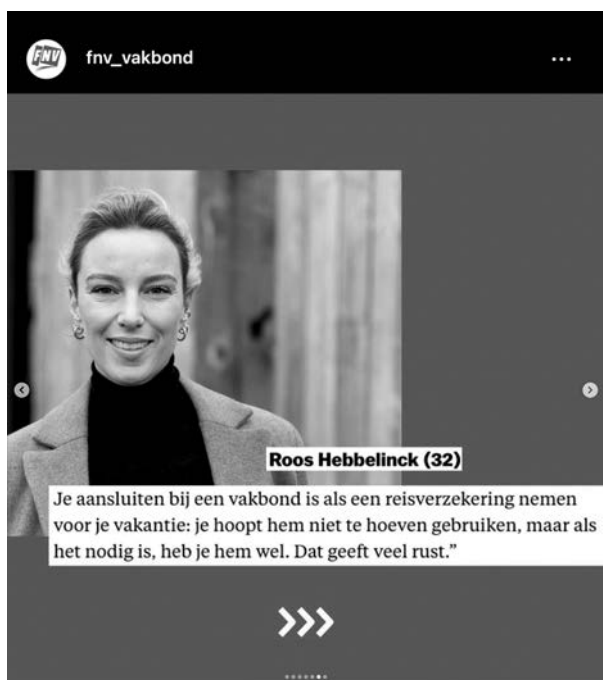 FNV
fnv_vakbond
Roos Hebbelinck (32)
Je aansluiten bij een vakbond is als een reisverzekering nemen
voor je vakantie: je hoopt hem niet te hoeven gebruiken, maar als
het nodig is, heb je hem wel. Dat geeft veel rust.”